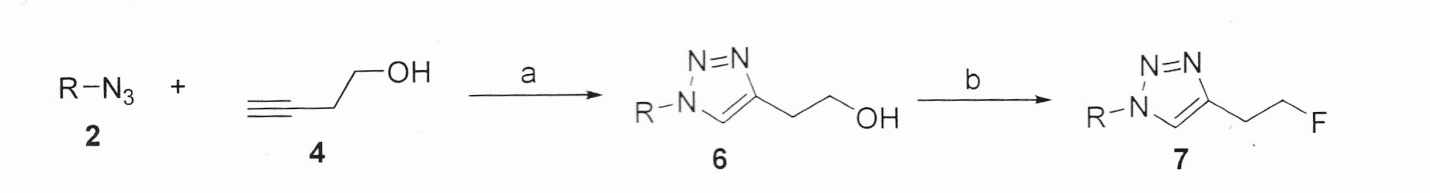 R–N₃ + OH a N=N R–N OH b N=N R–N F
2 4 6 7